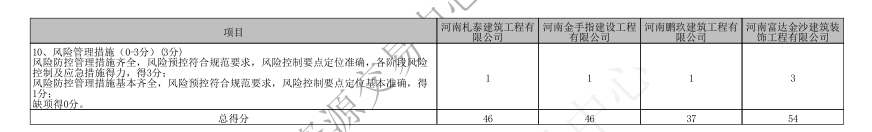 项目 河南札泰建筑工程有限公司 河南金手指建设工程有限公司 河南鹏玖建筑工程有限公司 河南富达金沙建筑装饰工程有限公司
10、风险管理措施（0-3分）(3分)
风险防控管理措施齐全，风险预控符合规范要求，风险控制要点定位准确，各阶段风险
控制及应急措施得力，得3分；
风险防控管理措施基本齐全，风险预控符合规范要求，风险控制要点定位基本准确，得
1分；
缺项得0分。
1 1 1 3
总得分 46 46 37 54
源交易中心
中心